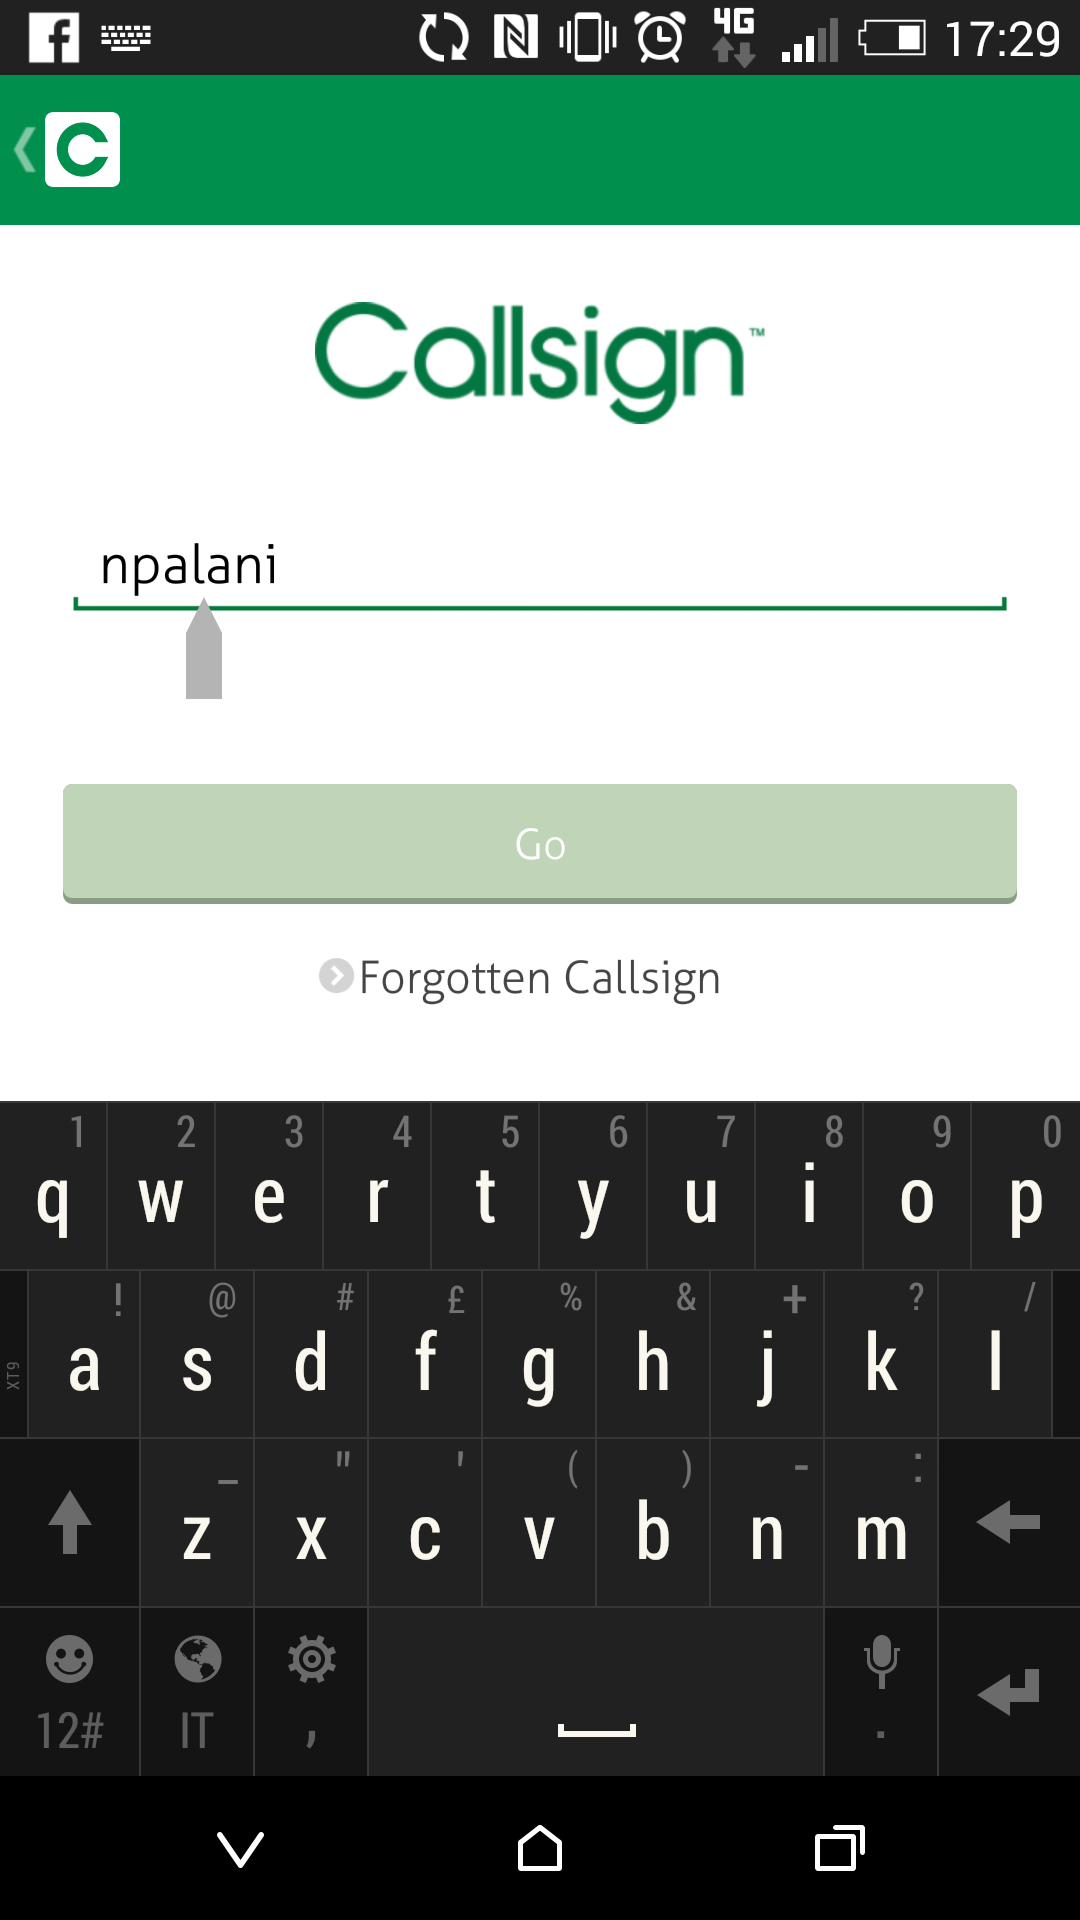 4G 17:29
C
Callsign™
npalani
Go
Forgotten Callsign
1 2 3 4 5 6 7 8 9 0
q w e r t y u i o p
! @ # £ % & + ? /
XT9 a s d f g h j k l
_ " ' ( ) - :
z x c v b n m
12# IT , .